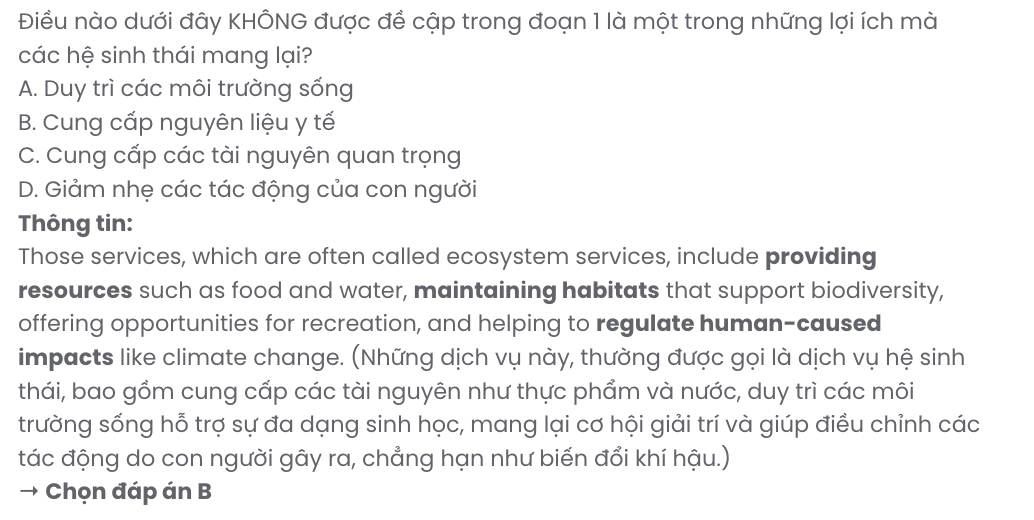 Điều nào dưới đây KHÔNG được đề cập trong đoạn 1 là một trong những lợi ích mà
các hệ sinh thái mang lại?
A. Duy trì các môi trường sống
B. Cung cấp nguyên liệu y tế
C. Cung cấp các tài nguyên quan trọng
D. Giảm nhẹ các tác động của con người
Thông tin:
Those services, which are often called ecosystem services, include providing
resources such as food and water, maintaining habitats that support biodiversity,
offering opportunities for recreation, and helping to regulate human-caused
impacts like climate change. (Những dịch vụ này, thường được gọi là dịch vụ hệ sinh
thái, bao gồm cung cấp các tài nguyên như thực phẩm và nước, duy trì các môi
trường sống hỗ trợ sự đa dạng sinh học, mang lại cơ hội giải trí và giúp điều chỉnh các
tác động do con người gây ra, chẳng hạn như biến đổi khí hậu.)
→ Chọn đáp án B